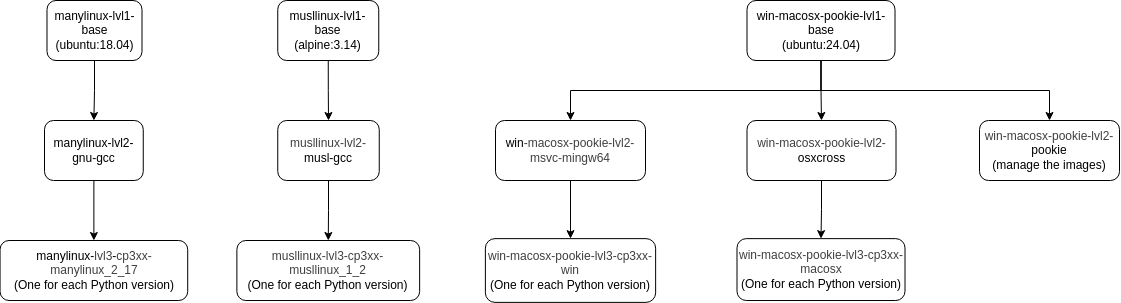 manylinux-lvl1-
base
(ubuntu:18.04)
musllinux-lvl1-
base
(alpine:3.14)
win-macosx-pookie-lvl1-
base
(ubuntu:24.04)
manylinux-lvl2-
gnu-gcc
musllinux-lvl2-
musl-gcc
win-macosx-pookie-lvl2-
msvc-mingw64
win-macosx-pookie-lvl2-
osxcross
win-macosx-pookie-lvl2-
pookie
(manage the images)
manylinux-lvl3-cp3xx-
manylinux_2_17
(One for each Python version)
musllinux-lvl3-cp3xx-
musllinux_1_2
(One for each Python version)
win-macosx-pookie-lvl3-cp3xx-
win
(One for each Python version)
win-macosx-pookie-lvl3-cp3xx-
macosx
(One for each Python version)